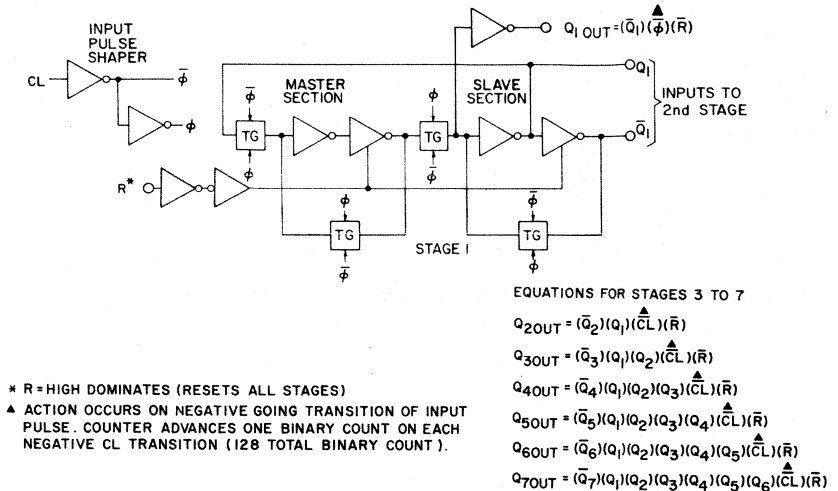 INPUT
PULSE
SHAPER
CL
φ̅
φ
R*
φ̅
TG
φ
MASTER
SECTION
φ
TG
φ̅
SLAVE
SECTION
φ
TG
φ̅
STAGE 1
φ̅
TG
φ
Q₁ OUT = (Q̅₁)(φ̅▲)(R̅)
Q₁
Q̅₁
INPUTS TO
2nd STAGE
EQUATIONS FOR STAGES 3 TO 7
Q₂OUT = (Q̅₂)(Q₁)(C̅L̅▲)(R̅)
Q₃OUT = (Q̅₃)(Q₁)(Q₂)(C̅L̅▲)(R̅)
Q₄OUT = (Q̅₄)(Q₁)(Q₂)(Q₃)(C̅L̅▲)(R̅)
Q₅OUT = (Q̅₅)(Q₁)(Q₂)(Q₃)(Q₄)(C̅L̅▲)(R̅)
Q₆OUT = (Q̅₆)(Q₁)(Q₂)(Q₃)(Q₄)(Q₅)(C̅L̅▲)(R̅)
Q₇OUT = (Q̅₇)(Q₁)(Q₂)(Q₃)(Q₄)(Q₅)(Q₆)(C̅L̅▲)(R̅)
* R = HIGH DOMINATES (RESETS ALL STAGES)
▲ ACTION OCCURS ON NEGATIVE GOING TRANSITION OF INPUT
PULSE. COUNTER ADVANCES ONE BINARY COUNT ON EACH
NEGATIVE CL TRANSITION (128 TOTAL BINARY COUNT).